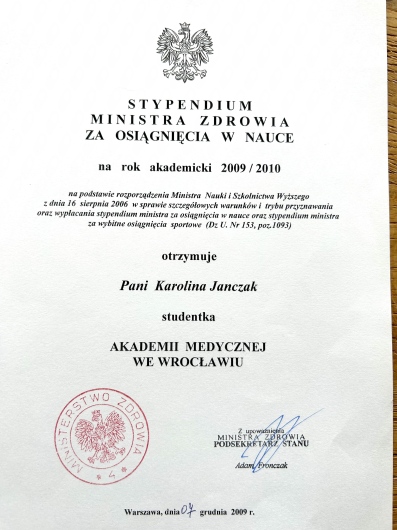 STYPENDIUM
MINISTRA ZDROWIA
ZA OSIĄGNIĘCIA W NAUCE
na rok akademicki 2009 / 2010
na podstawie rozporządzenia Ministra Nauki i Szkolnictwa Wyższego
z dnia 16 sierpnia 2006 w sprawie szczegółowych warunków i trybu przyznawania
oraz wypłacania stypendium ministra za osiągnięcia w nauce oraz stypendium ministra
za wybitne osiągnięcia sportowe (Dz U. Nr 153, poz.1093)
otrzymuje
Pani Karolina Janczak
studentka
AKADEMII MEDYCZNEJ
WE WROCŁAWIU
MINISTERSTWO ZDROWIA
* 4 *
Z upoważnienia
MINISTRA ZDROWIA
PODSEKRETARZ STANU
Adam Fronczak
Warszawa, dnia 07 grudnia 2009 r.